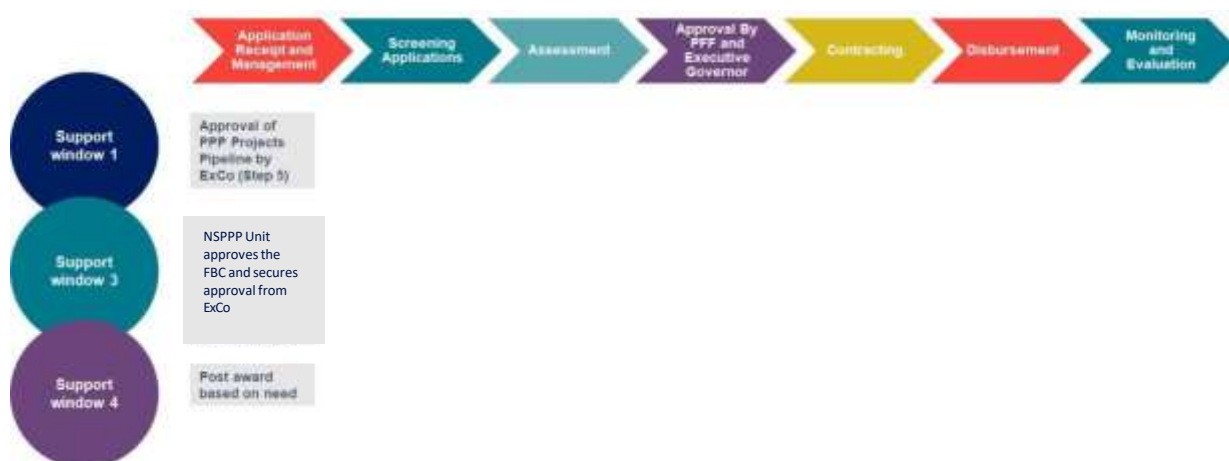 Application
Receipt and
Management
Screening
Applications
Assessment
Approval By
PFF and
Executive
Governor
Contracting
Disbursement
Monitoring
and
Evaluation
Support
window 1
Approval of
PPP Projects
Pipeline by
ExCo (Step 5)
Support
window 3
NSPPP Unit
approves the
FBC and secures
approval from
ExCo
Support
window 4
Post award
based on need